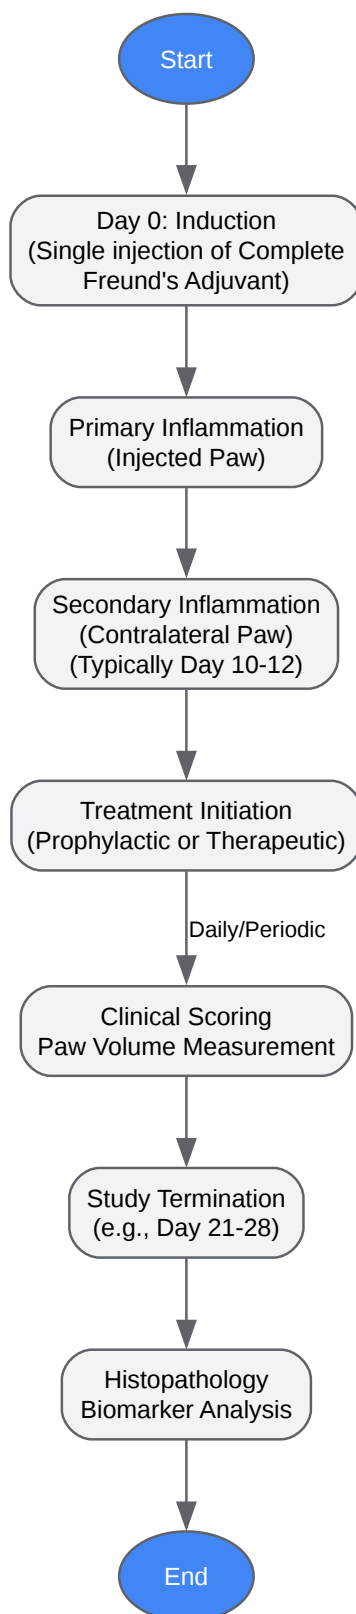 Start
Day 0: Induction
(Single injection of Complete
Freund's Adjuvant)
Primary Inflammation
(Injected Paw)
Secondary Inflammation
(Contralateral Paw)
(Typically Day 10-12)
Treatment Initiation
(Prophylactic or Therapeutic)
Daily/Periodic
Clinical Scoring
Paw Volume Measurement
Study Termination
(e.g., Day 21-28)
Histopathology
Biomarker Analysis
End